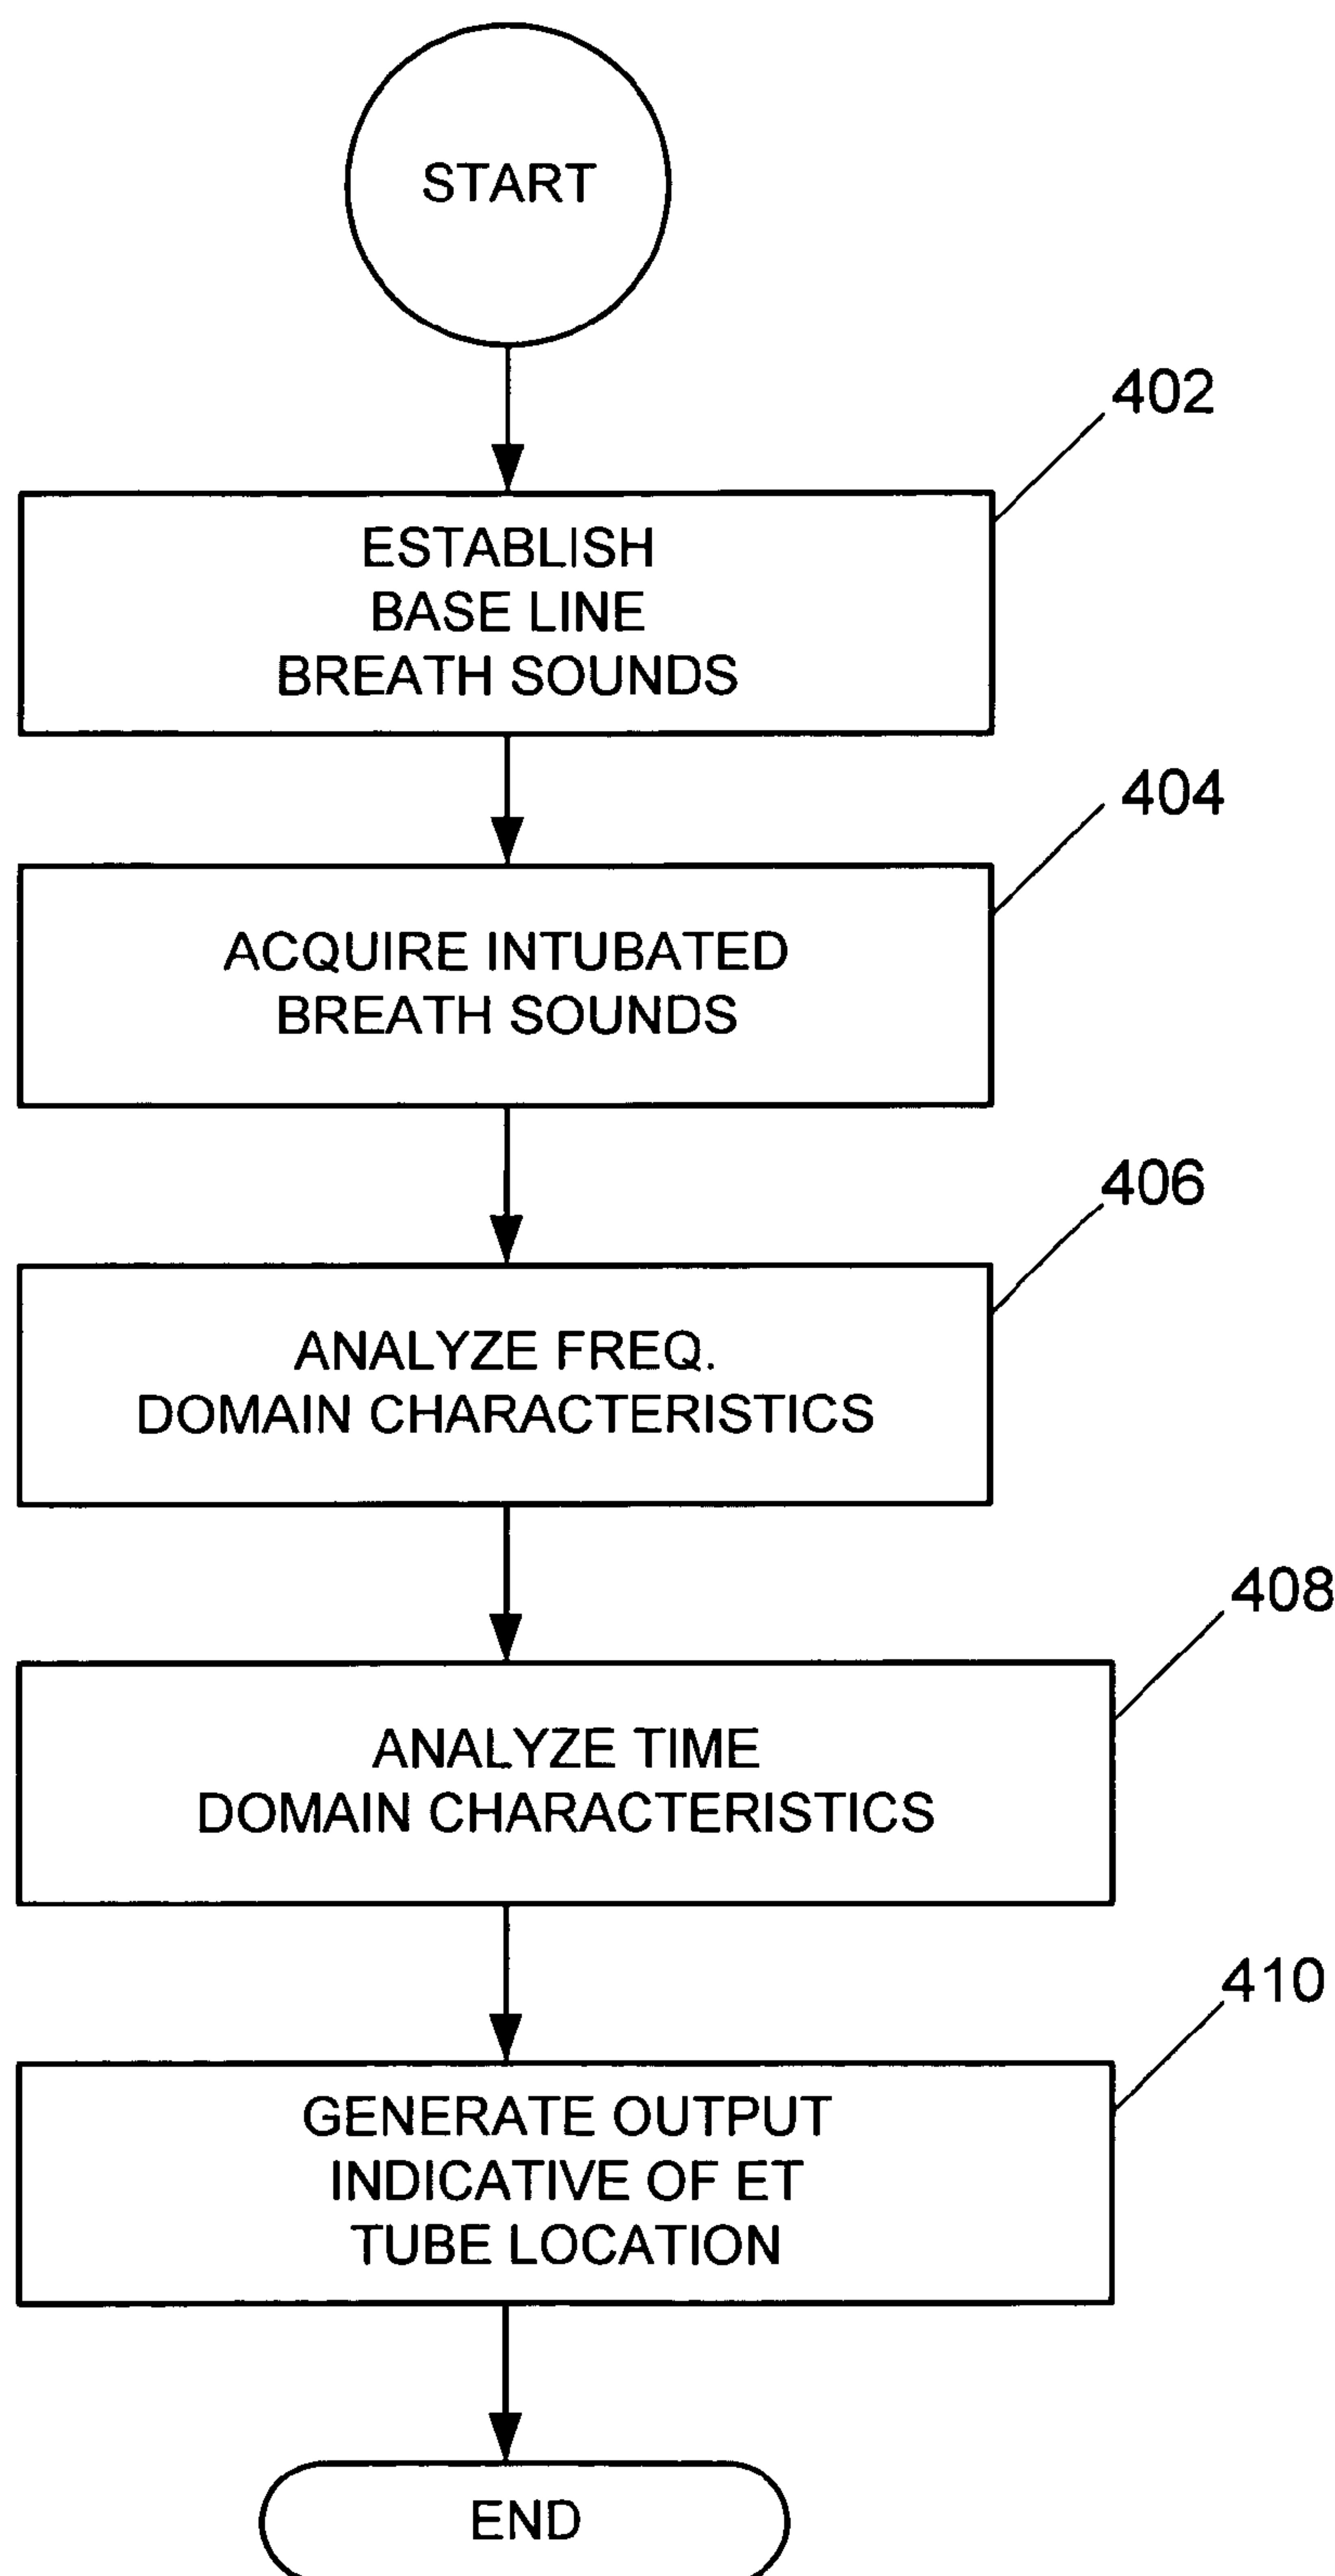 START
402
ESTABLISH
BASE LINE
BREATH SOUNDS
404
ACQUIRE INTUBATED
BREATH SOUNDS
406
ANALYZE FREQ.
DOMAIN CHARACTERISTICS
408
ANALYZE TIME
DOMAIN CHARACTERISTICS
410
GENERATE OUTPUT
INDICATIVE OF ET
TUBE LOCATION
END